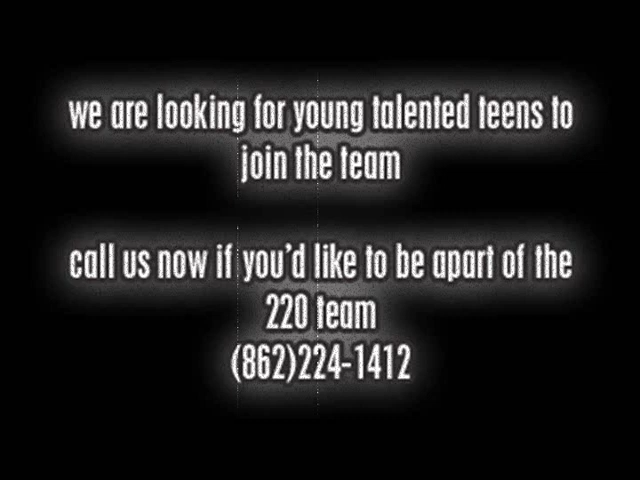 we are looking for young talented teens to
join the team
call us now if you'd like to be apart of the
220 team
(862)224-1412